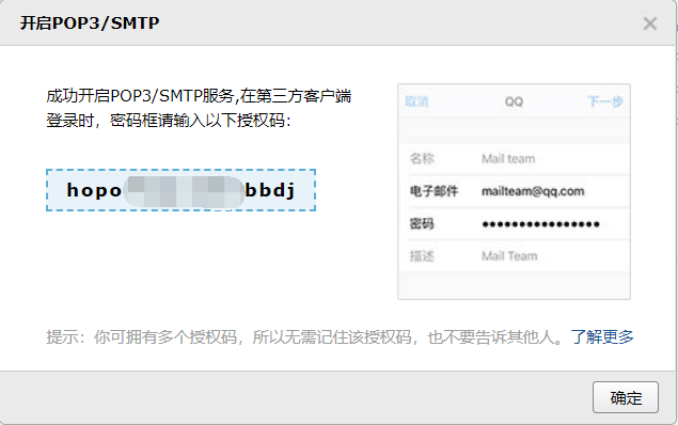 开启POP3/SMTP
成功开启POP3/SMTP服务,在第三方客户端
登录时，密码框请输入以下授权码：
hopo bbdj
取消 QQ 下一步
名称 Mail team
电子邮件 mailteam@qq.com
密码 ••••••••••••••••
描述 Mail Team
提示：你可拥有多个授权码，所以无需记住该授权码，也不要告诉其他人。了解更多
确定